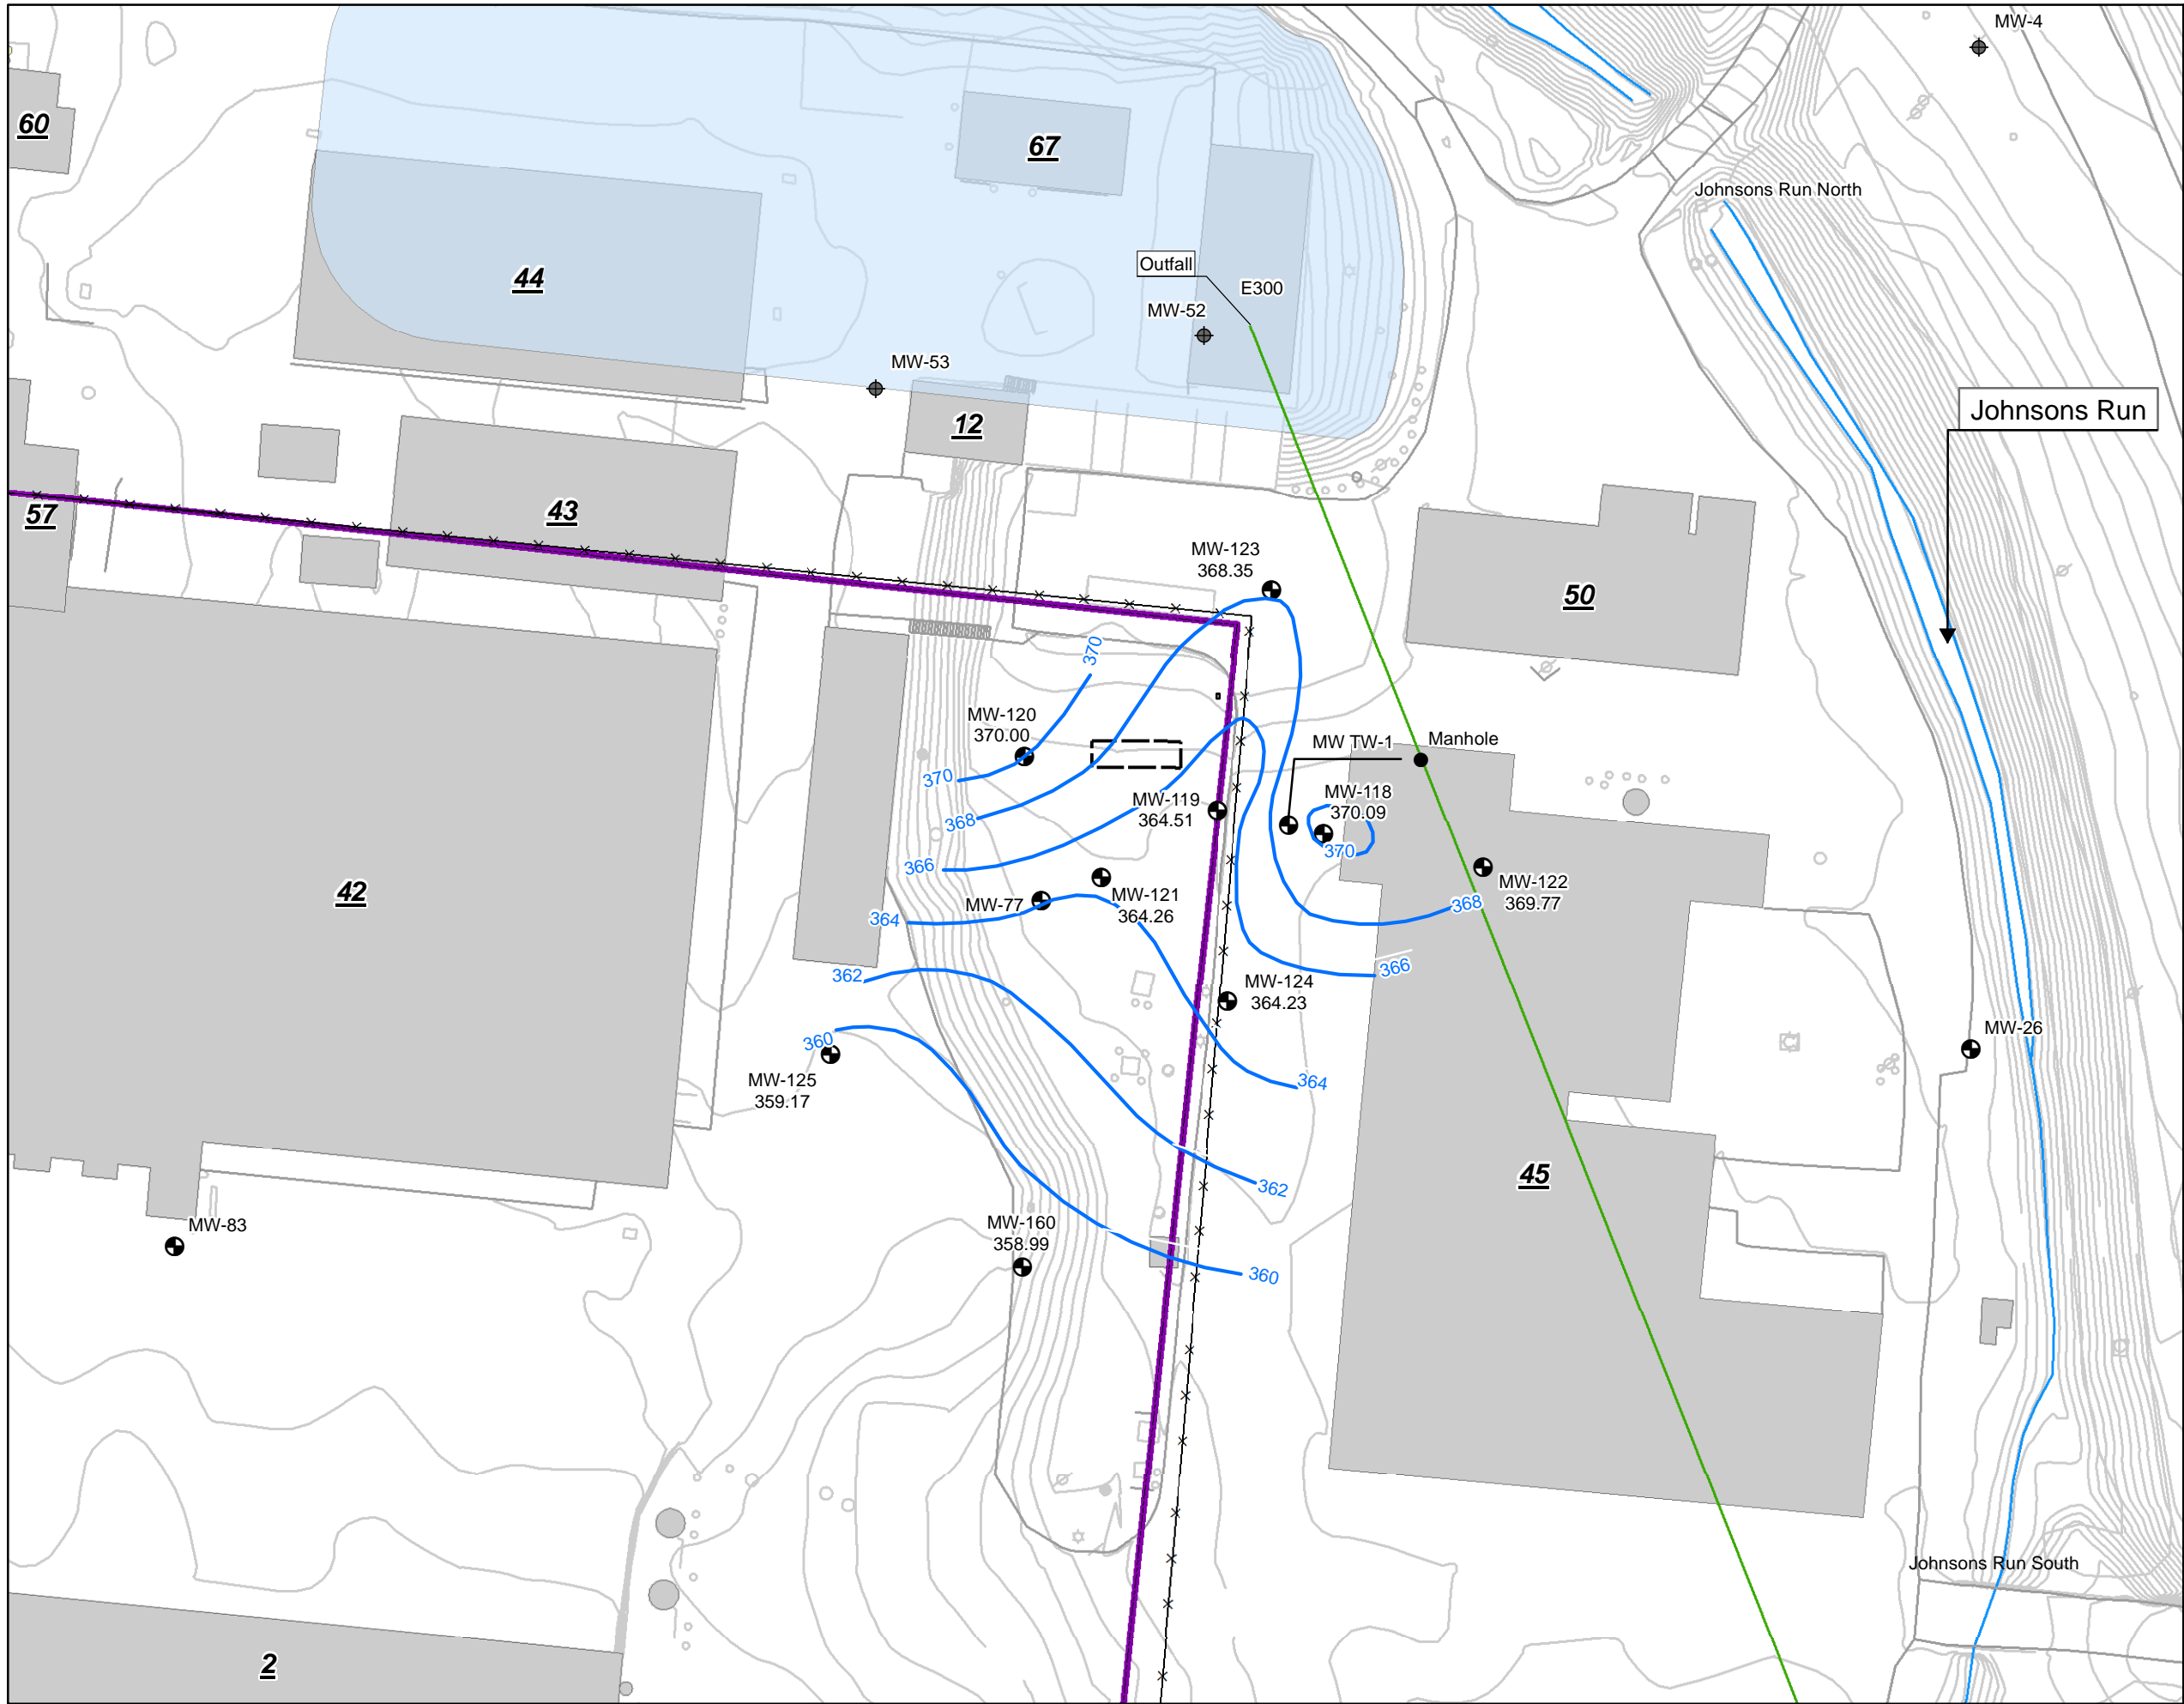 MW-4
60
67
Johnsons Run North
Outfall
44
E300
MW-52
MW-53
Johnsons Run
12
57
43
MW-123
368.35
50
370
MW-120
370.00
MW TW-1
Manhole
370
MW-118
370.09
MW-119
364.51
368
370
366
MW-122
369.77
42
MW-121
364.26
MW-77
368
364
366
362
MW-124
364.23
MW-26
360
MW-125
359.17
364
45
362
MW-83
MW-160
358.99
360
Johnsons Run South
2